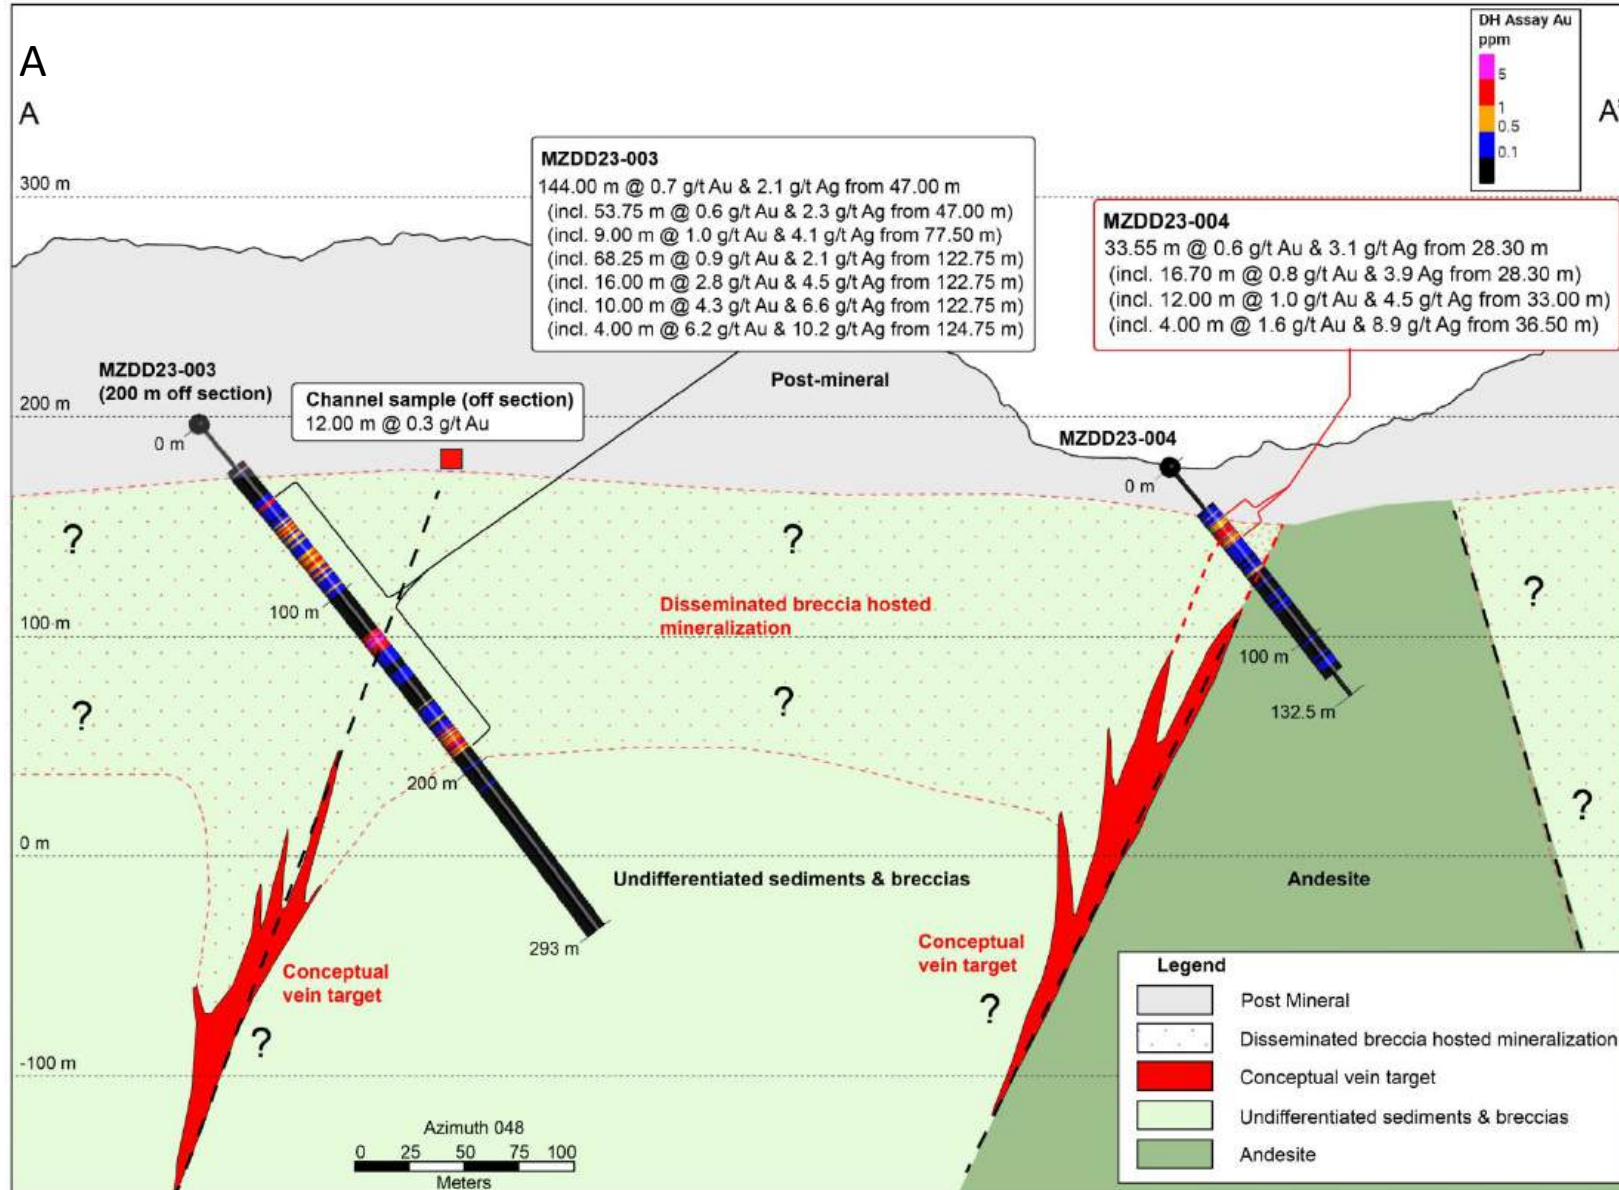 A
A
A'
DH Assay Au
ppm
5
1
0.5
0.1
300 m
200 m
100 m
0 m
-100 m
MZDD23-003
144.00 m @ 0.7 g/t Au & 2.1 g/t Ag from 47.00 m
(incl. 53.75 m @ 0.6 g/t Au & 2.3 g/t Ag from 47.00 m)
(incl. 9.00 m @ 1.0 g/t Au & 4.1 g/t Ag from 77.50 m)
(incl. 68.25 m @ 0.9 g/t Au & 2.1 g/t Ag from 122.75 m)
(incl. 16.00 m @ 2.8 g/t Au & 4.5 g/t Ag from 122.75 m)
(incl. 10.00 m @ 4.3 g/t Au & 6.6 g/t Ag from 122.75 m)
(incl. 4.00 m @ 6.2 g/t Au & 10.2 g/t Ag from 124.75 m)
MZDD23-004
33.55 m @ 0.6 g/t Au & 3.1 g/t Ag from 28.30 m
(incl. 16.70 m @ 0.8 g/t Au & 3.9 Ag from 28.30 m)
(incl. 12.00 m @ 1.0 g/t Au & 4.5 g/t Ag from 33.00 m)
(incl. 4.00 m @ 1.6 g/t Au & 8.9 g/t Ag from 36.50 m)
MZDD23-003
(200 m off section)
0 m
100 m
200 m
293 m
Channel sample (off section)
12.00 m @ 0.3 g/t Au
Post-mineral
MZDD23-004
0 m
100 m
132.5 m
?
?
?
?
?
?
Disseminated breccia hosted
mineralization
Undifferentiated sediments & breccias
Andesite
Conceptual
vein target
?
Conceptual
vein target
?
Azimuth 048
0 25 50 75 100
Meters
Legend
Post Mineral
Disseminated breccia hosted mineralization
Conceptual vein target
Undifferentiated sediments & breccias
Andesite